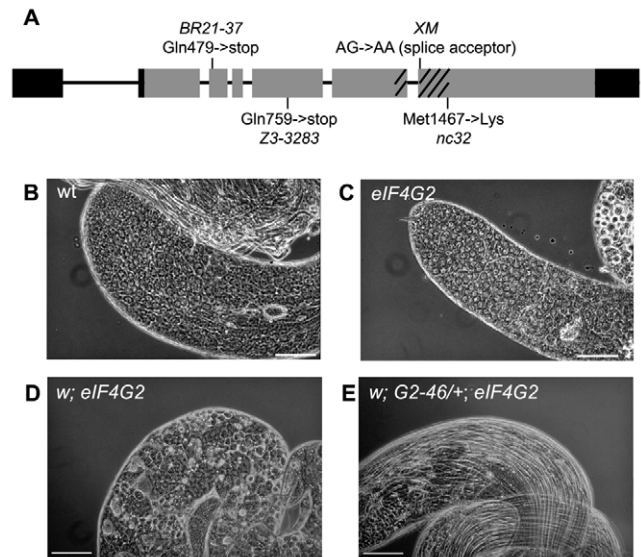 A
BR21-37 XM
Gln479->stop AG->AA (splice acceptor)
Gln759->stop Met1467->Lys
Z3-3283 nc32
B wt C eIF4G2
D w; eIF4G2 E w; G2-46/+; eIF4G2